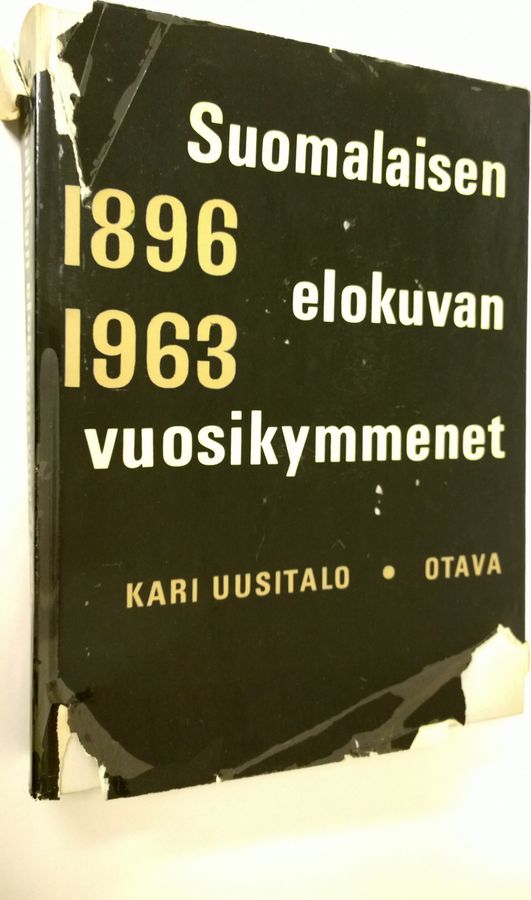 Suomalaisen
1896
elokuvan
1963
vuosikymmenet
KARI UUSITALO • OTAVA